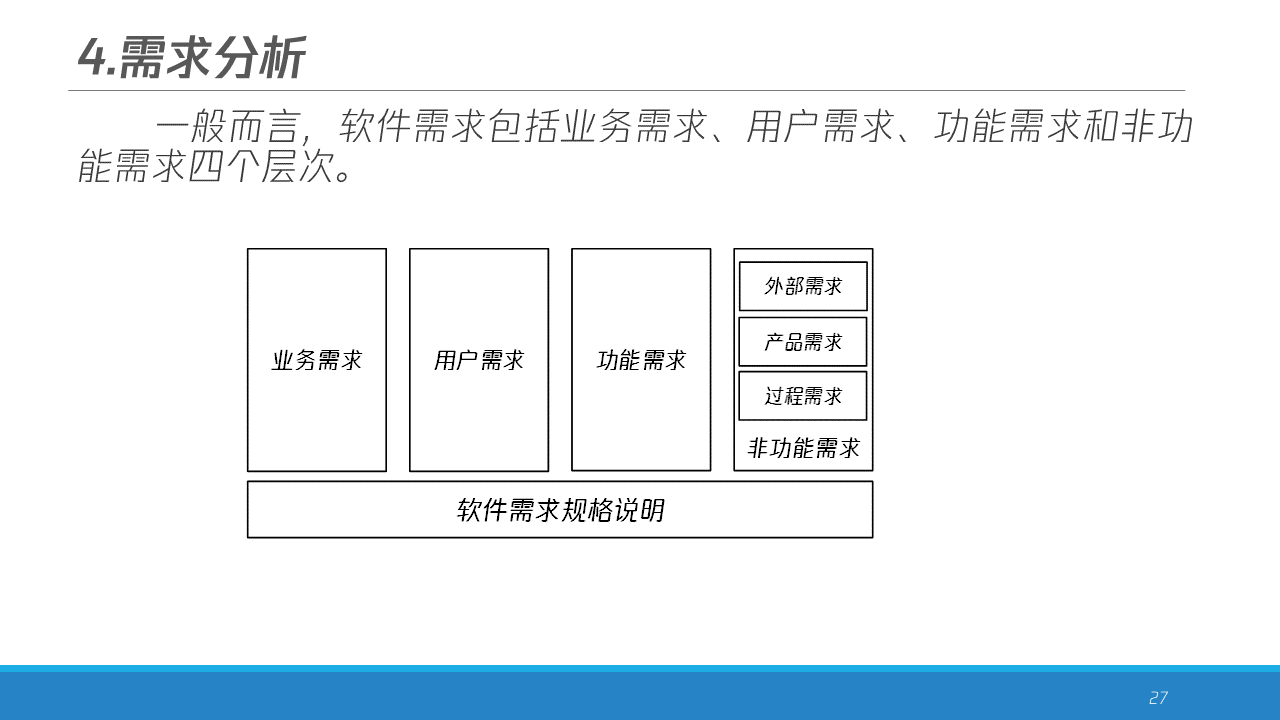 4.需求分析
一般而言，软件需求包括业务需求、用户需求、功能需求和非功
能需求四个层次。
业务需求
用户需求
功能需求
外部需求
产品需求
过程需求
非功能需求
软件需求规格说明
27